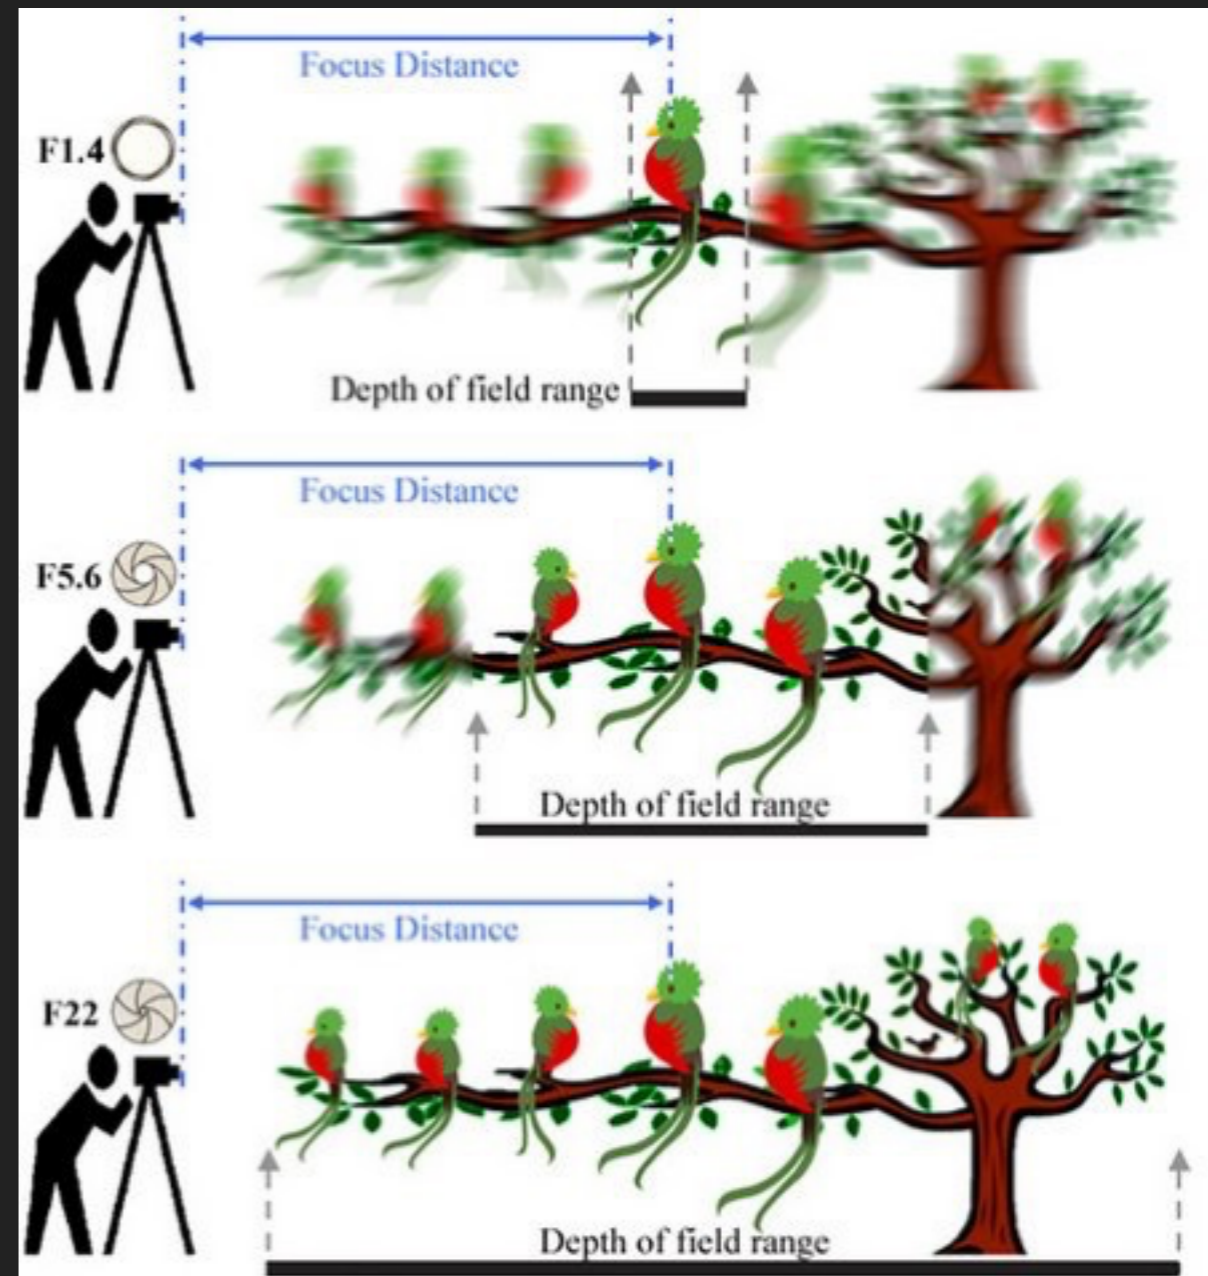 Focus Distance
F1.4
Depth of field range
Focus Distance
F5.6
Depth of field range
Focus Distance
F22
Depth of field range